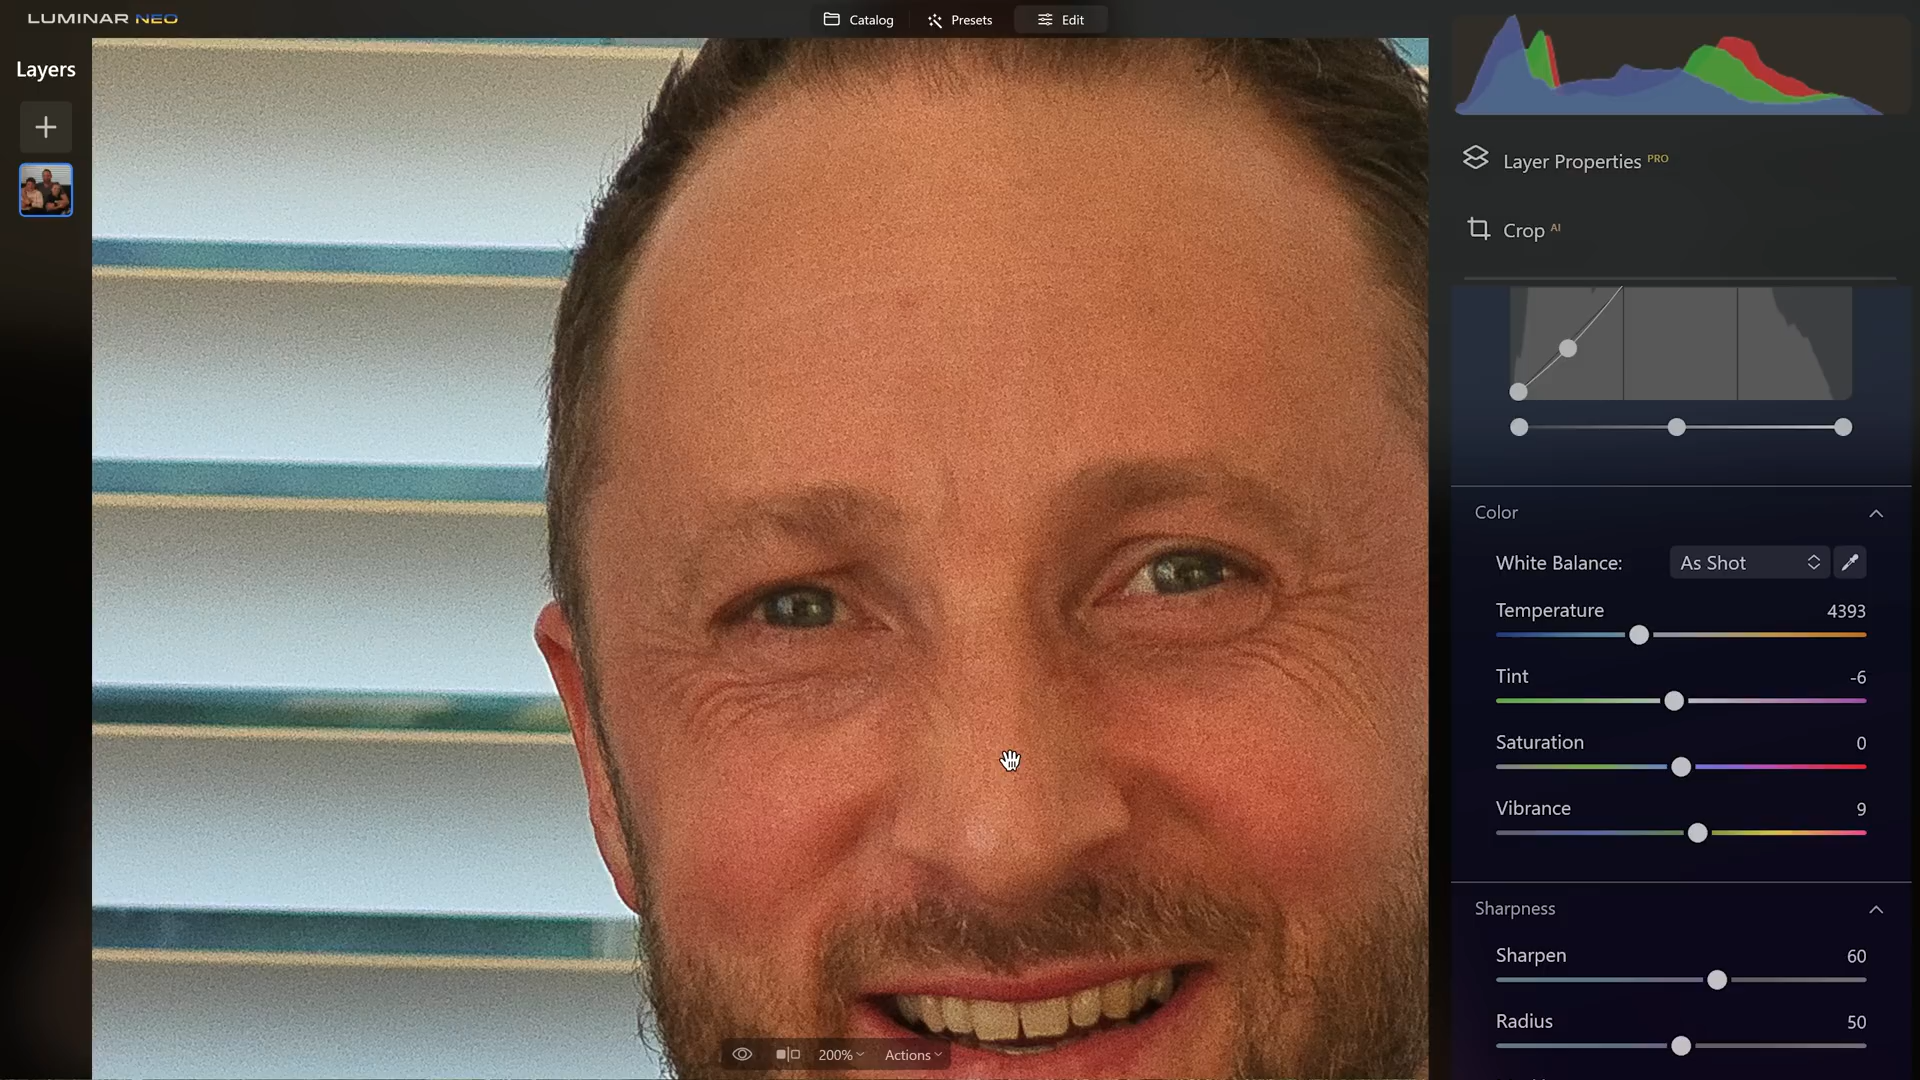 LUMINAR NEO
Catalog
Presets
Edit
Layers
Layer Properties PRO
Crop AI
Color
White Balance:
As Shot
Temperature
4393
Tint
-6
Saturation
0
Vibrance
9
Sharpness
Sharpen
60
Radius
50
200%
Actions